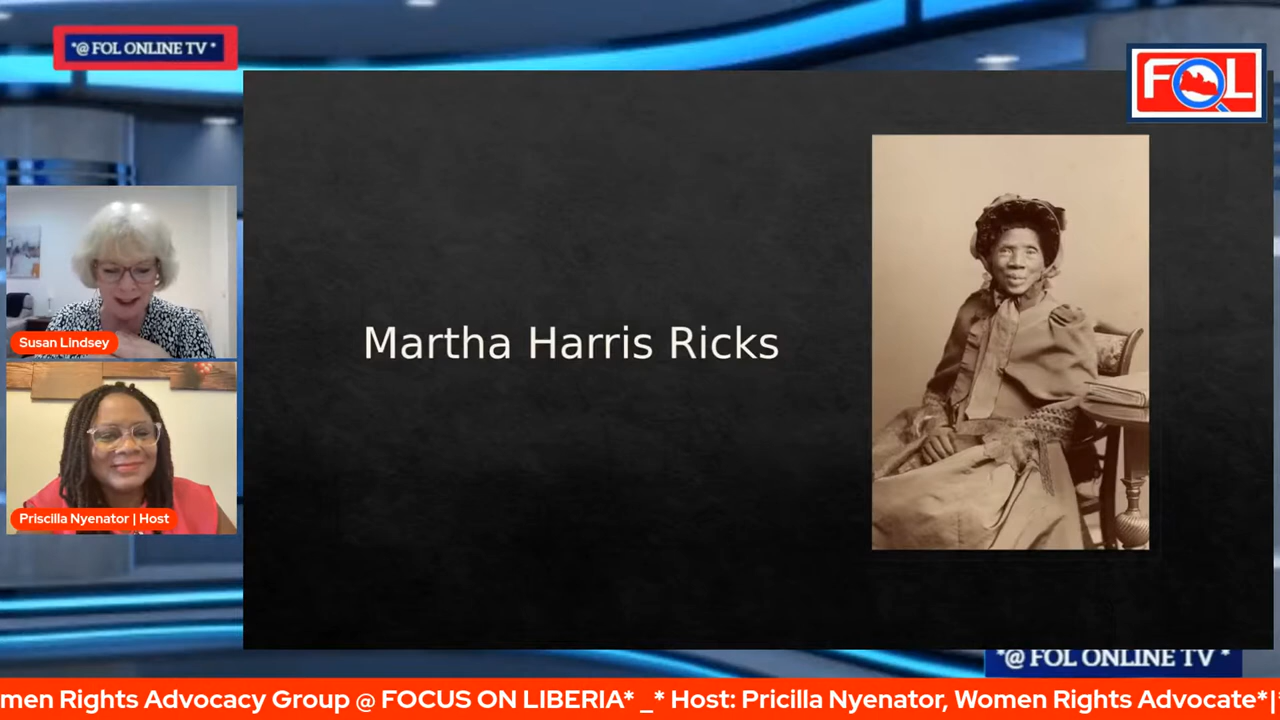 *@ FOL ONLINE TV *
FOL
Susan Lindsey
Martha Harris Ricks
Priscilla Nyenator | Host
*@ FOL ONLINE TV *
men Rights Advocacy Group @ FOCUS ON LIBERIA* _* Host: Pricilla Nyenator, Women Rights Advocate*|